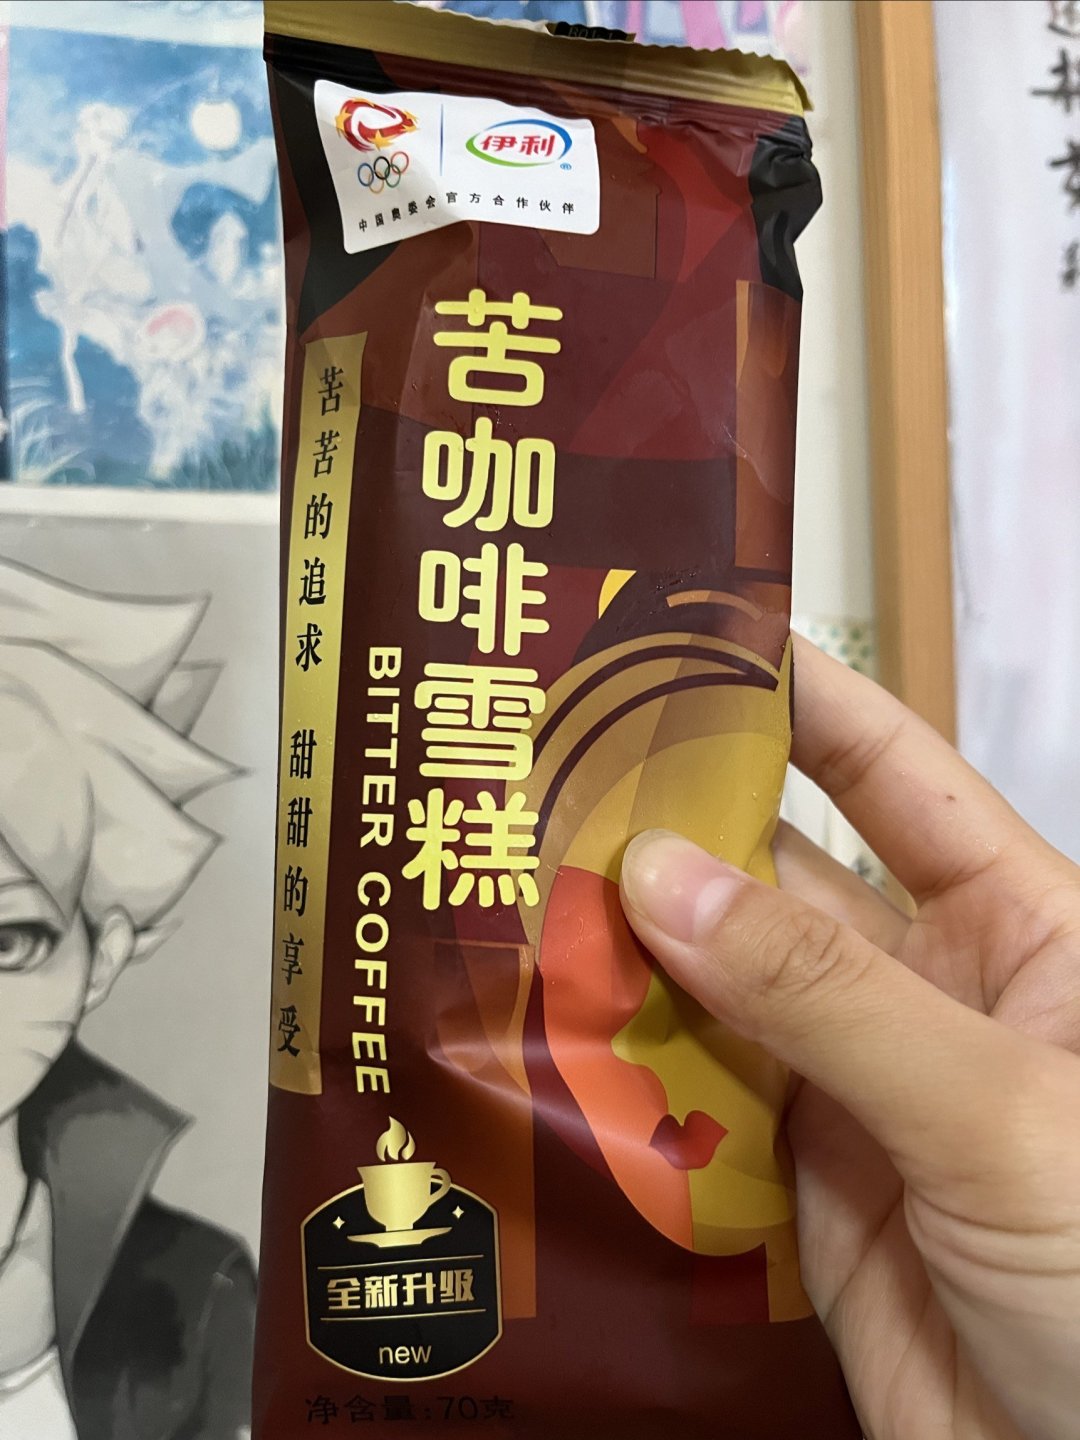 伊利
®
中国奥委会官方合作伙伴
苦咖啡雪糕
BITTER COFFEE
苦苦的追求 甜甜的享受
全新升级
new
净含量:70克